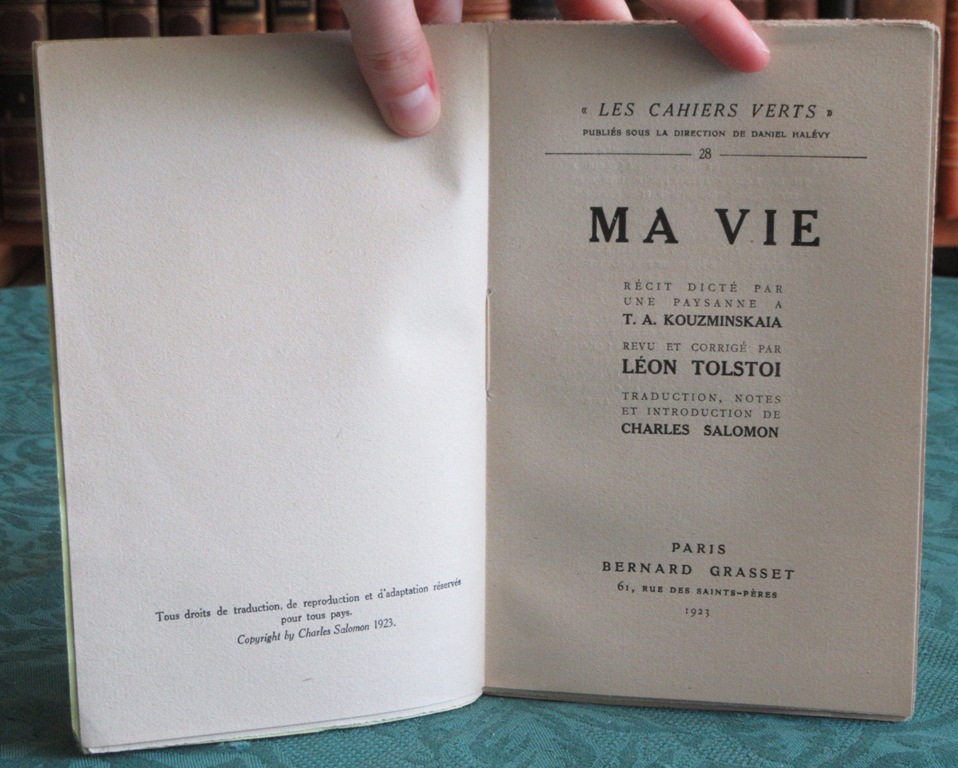 Tous droits de traduction, de reproduction et d'adaptation réservés
pour tous pays.
Copyright by Charles Salomon 1923.
« LES CAHIERS VERTS »
PUBLIÉS SOUS LA DIRECTION DE DANIEL HALÉVY
28
MA VIE
RÉCIT DICTÉ PAR
UNE PAYSANNE A
T. A. KOUZMINSKAIA
REVU ET CORRIGÉ PAR
LÉON TOLSTOI
TRADUCTION, NOTES
ET INTRODUCTION DE
CHARLES SALOMON
PARIS
BERNARD GRASSET
61, RUE DES SAINTS-PÈRES
1923